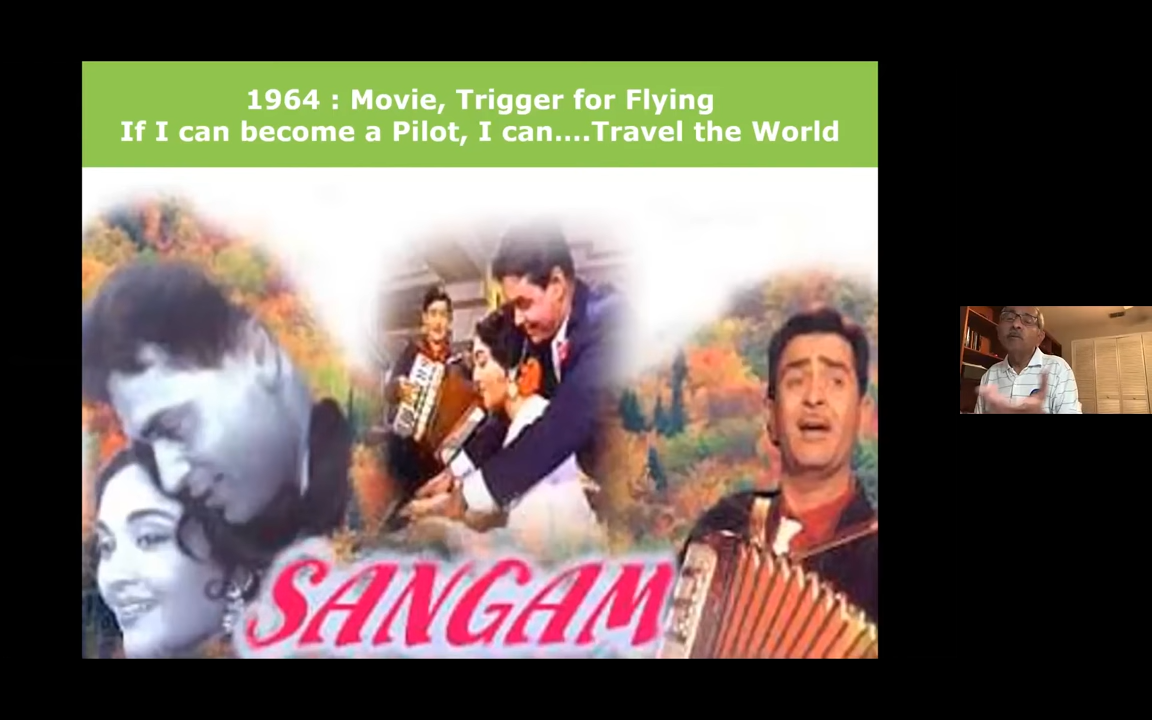 1964 : Movie, Trigger for Flying
If I can become a Pilot, I can....Travel the World
SANGAM